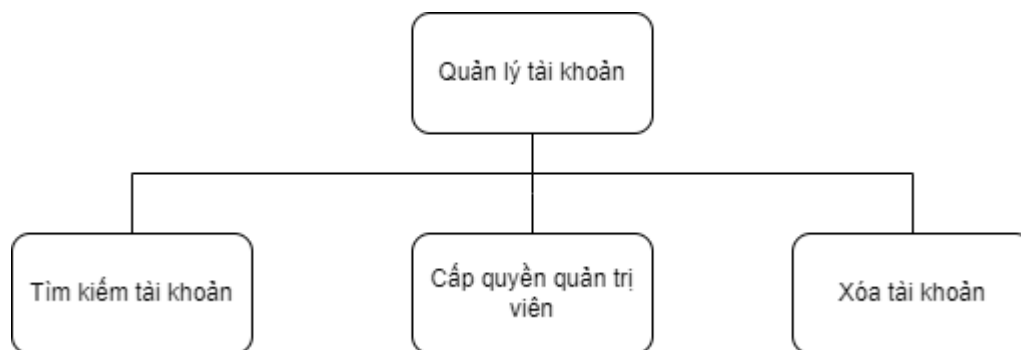 Quản lý tài khoản
Tìm kiếm tài khoản
Cấp quyền quản trị
viên
Xóa tài khoản